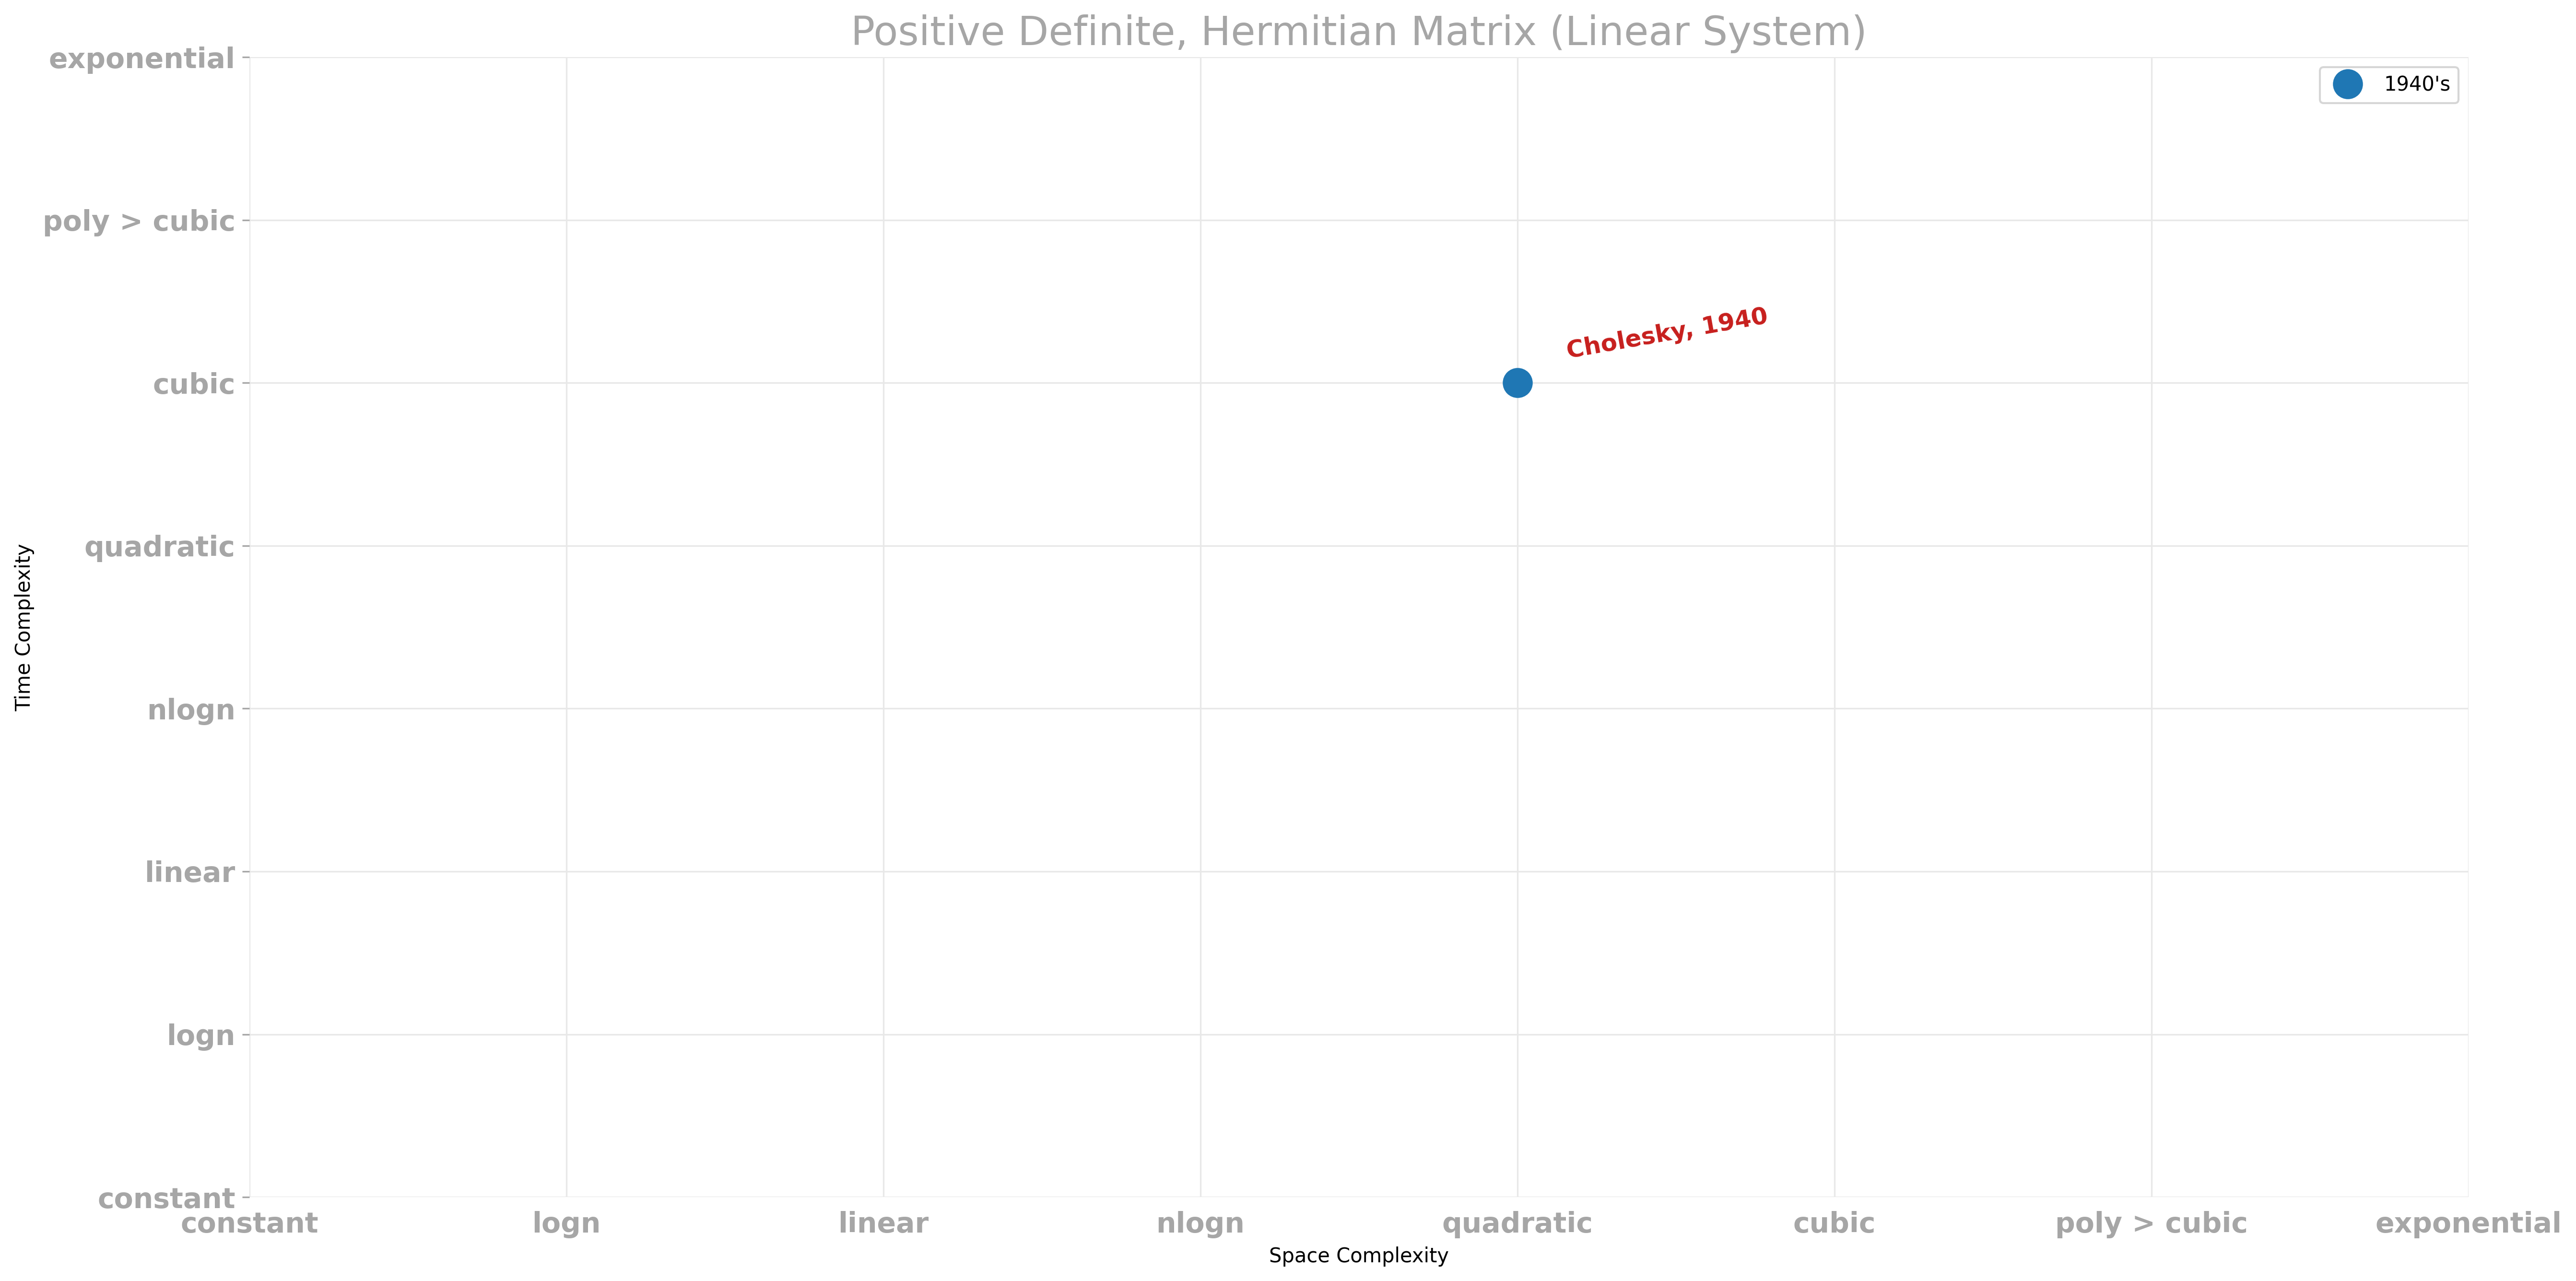 Positive Definite, Hermitian Matrix (Linear System)
exponential
1940's
poly > cubic
Cholesky, 1940
cubic
quadratic
Time Complexity
nlogn
linear
logn
constant
constant
logn
linear
nlogn
quadratic
cubic
poly > cubic
exponential
Space Complexity